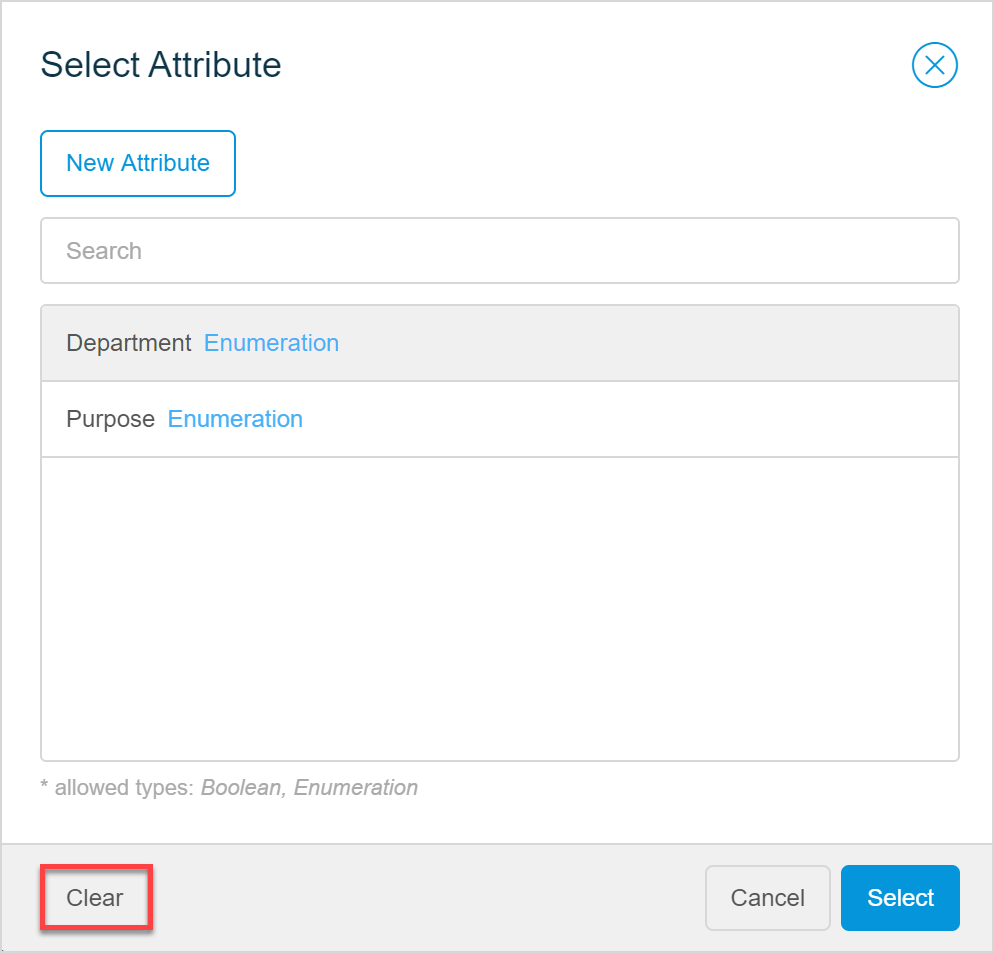 Select Attribute
New Attribute
Search
Department Enumeration
Purpose Enumeration
* allowed types: Boolean, Enumeration
Clear Cancel Select